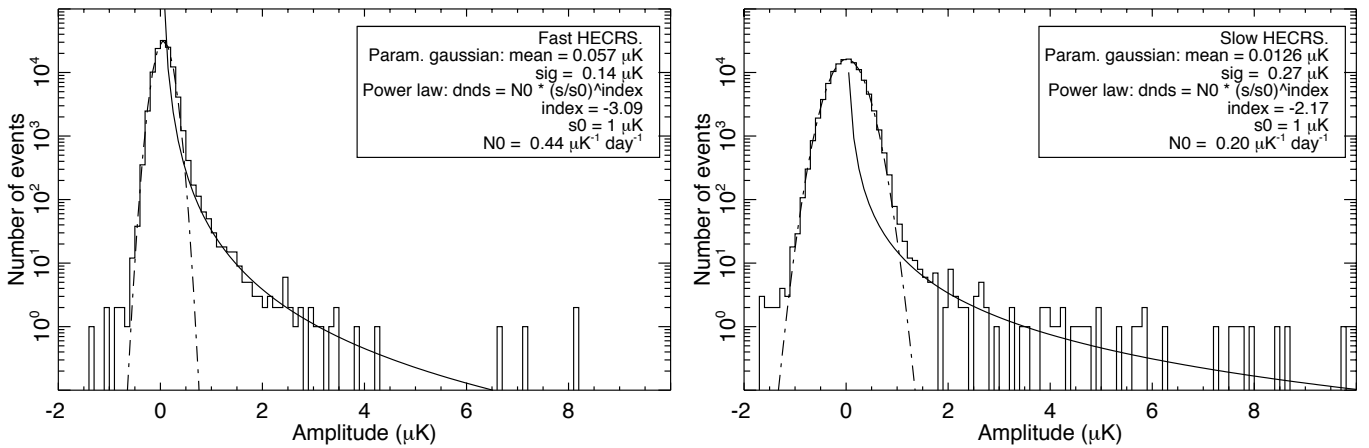 Fast HECRS.
Param. gaussian: mean = 0.057 μK
sig = 0.14 μK
Power law: dnds = N0 * (s/s0)^index
index = -3.09
s0 = 1 μK
N0 = 0.44 μK⁻¹ day⁻¹
Number of events
10⁴
10³
10²
10¹
10⁰
-2 0 2 4 6 8
Amplitude (μK)
Slow HECRS.
Param. gaussian: mean = 0.0126 μK
sig = 0.27 μK
Power law: dnds = N0 * (s/s0)^index
index = -2.17
s0 = 1 μK
N0 = 0.20 μK⁻¹ day⁻¹
Number of events
10⁴
10³
10²
10¹
10⁰
-2 0 2 4 6 8
Amplitude (μK)